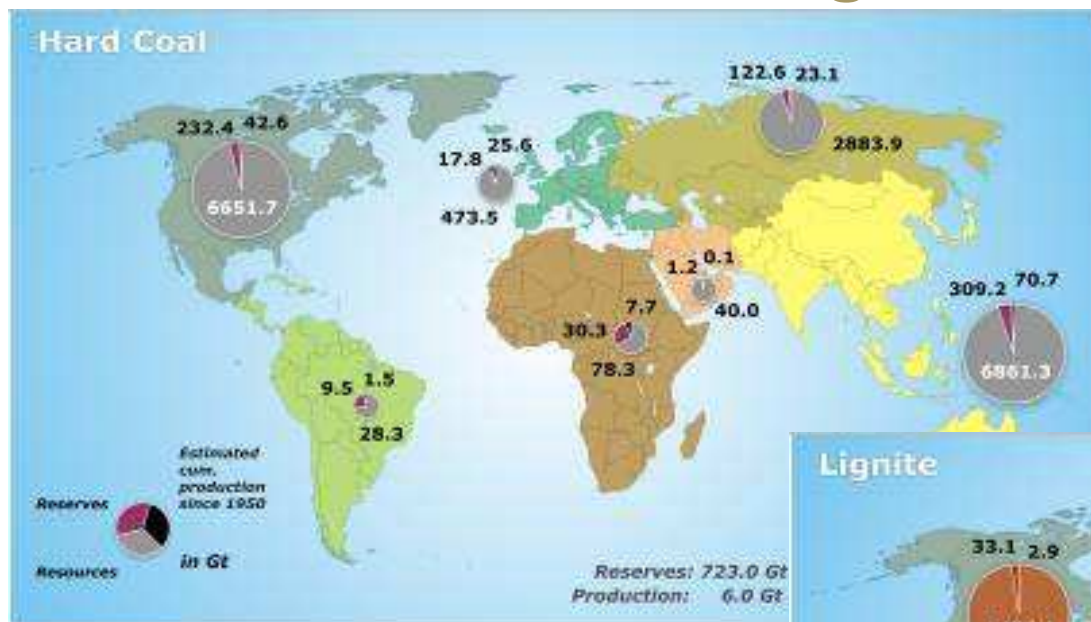 Hard Coal
122.6 23.1
2883.9
232.4 42.6
6651.7
17.8 25.6
473.5
1.2 0.1
40.0
309.2 70.7
6861.3
30.3 7.7
78.3
9.5 1.5
28.3
Estimated
cum.
production
since 1950
Reserves
Resources
in Gt
Reserves: 723.0 Gt
Production: 6.0 Gt
Lignite
33.1 2.9